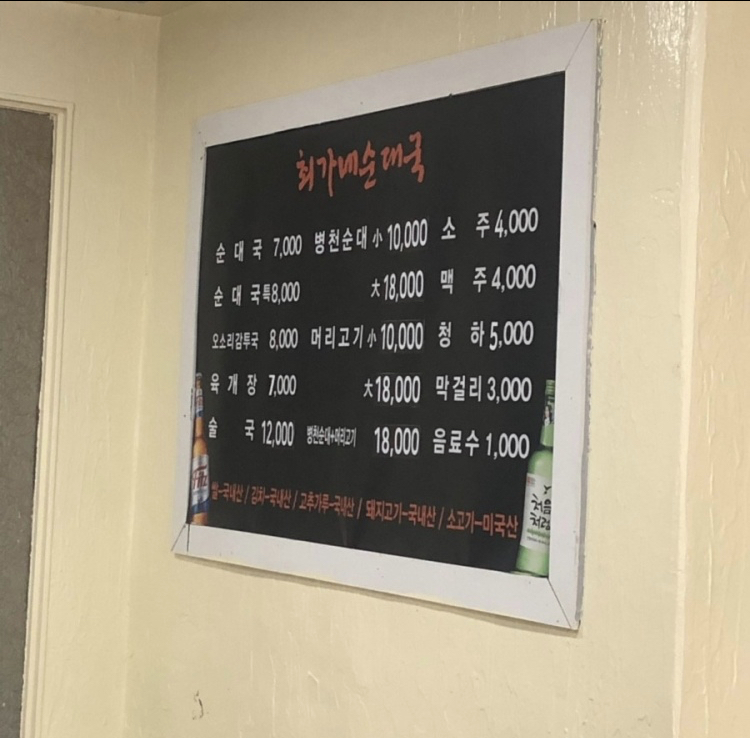 최가네순대국
순 대 국 7,000 병천순대 小 10,000 소 주 4,000
순 대 국특8,000 大 18,000 맥 주 4,000
오소리감투국 8,000 머리고기 小 10,000 청 하 5,000
육 개 장 7,000 大 18,000 막걸리 3,000
술 국 12,000 병천순대+머리고기 18,000 음료수 1,000
쌀-국내산 / 김치-국내산 / 고추가루-국내산 / 돼지고기-국내산 / 소고기-미국산
처음
처럼